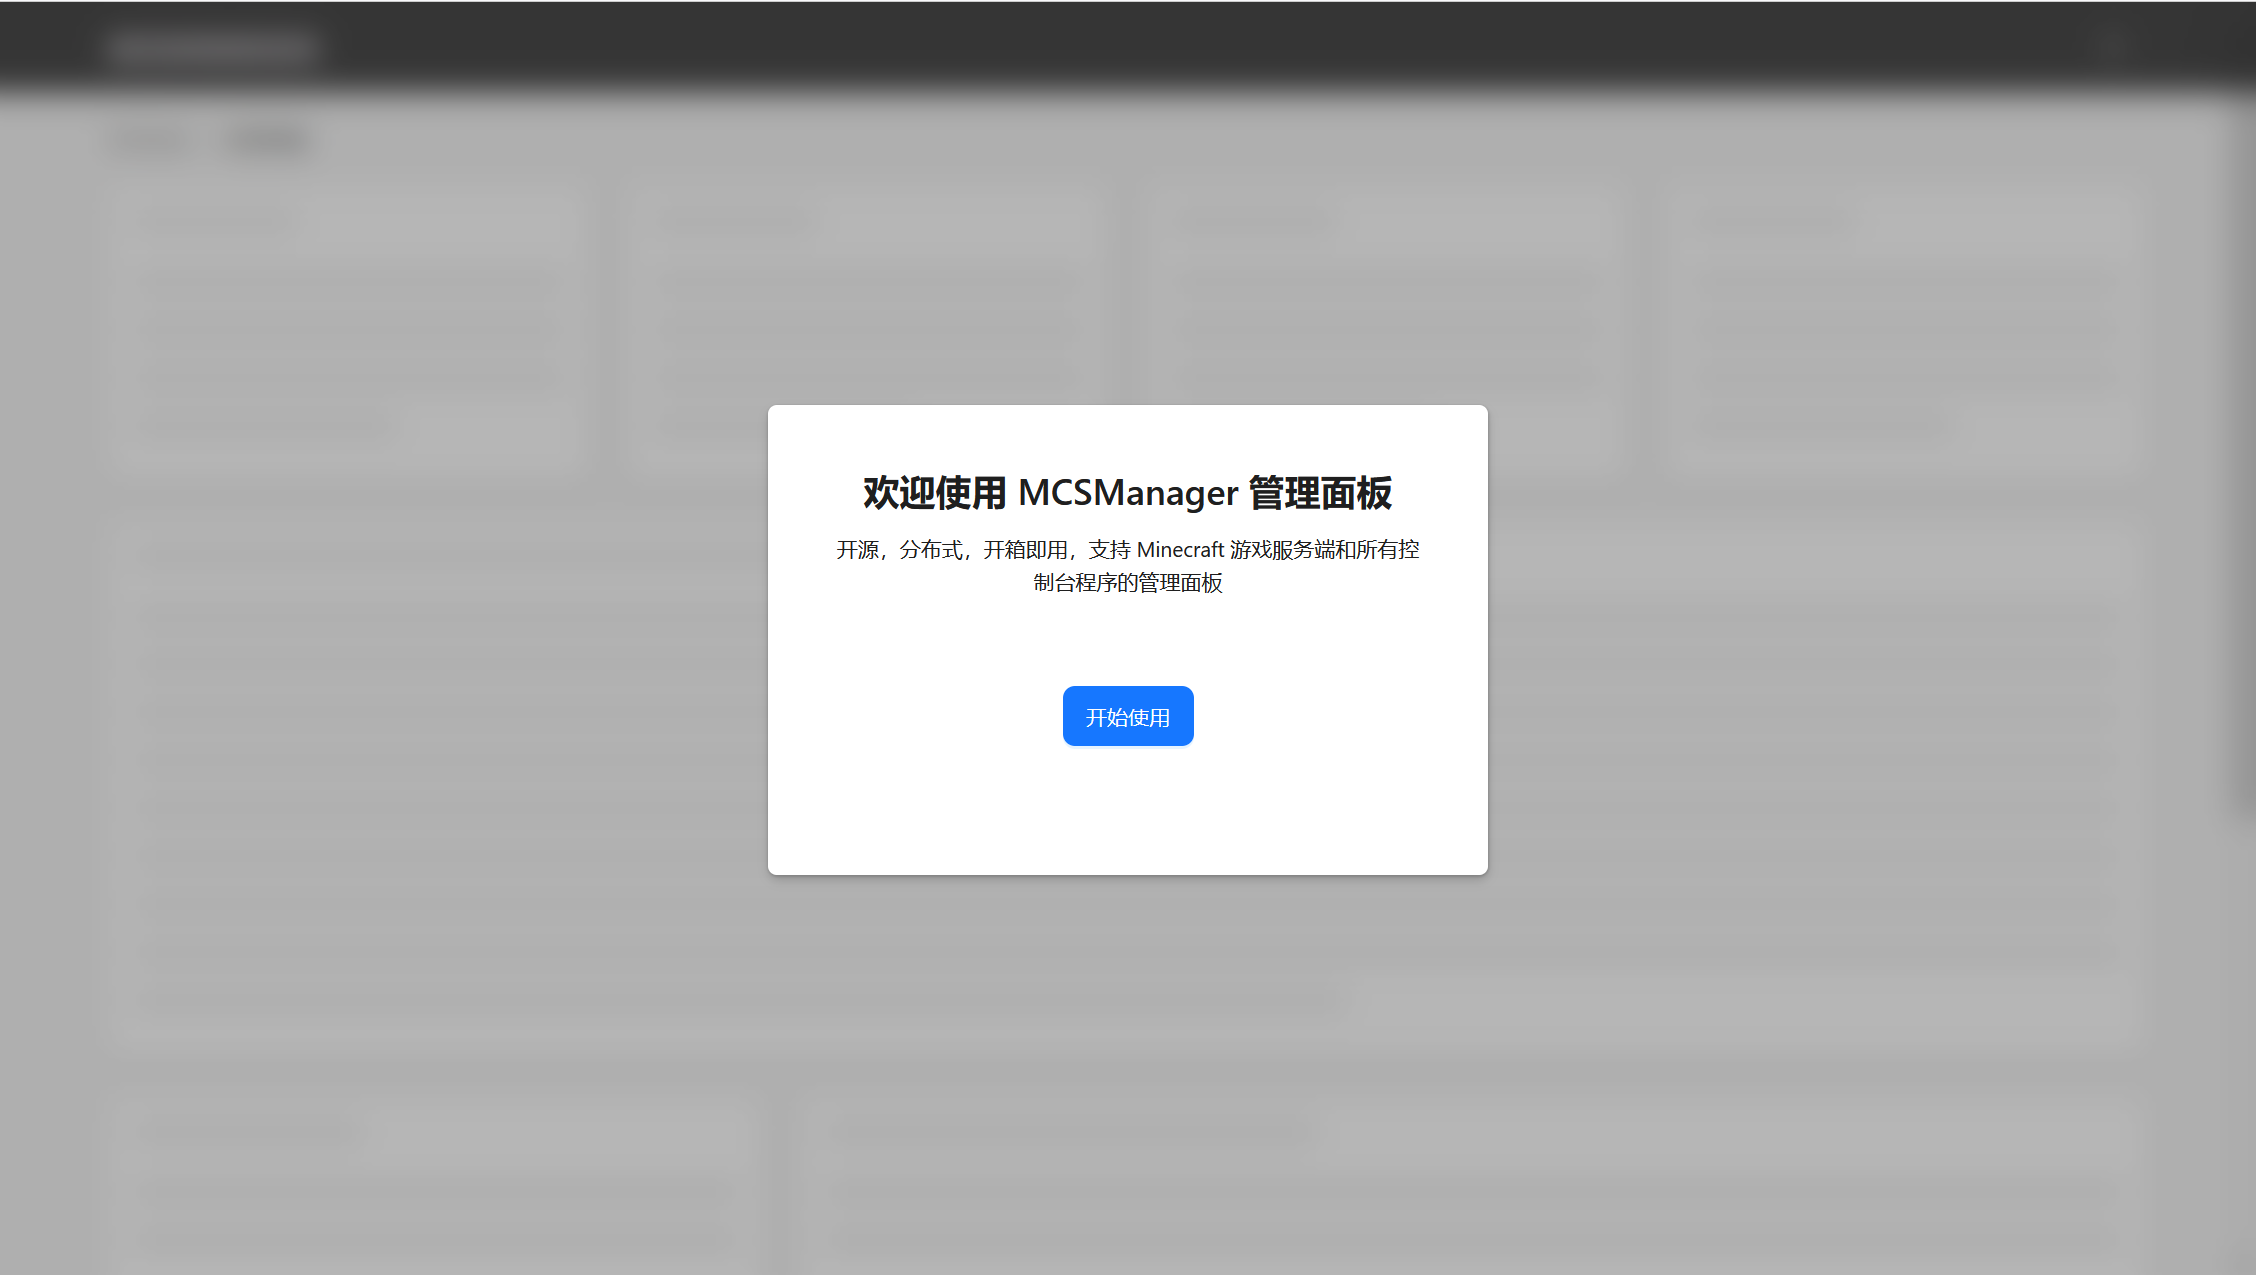 欢迎使用 MCSManager 管理面板
开源，分布式，开箱即用，支持 Minecraft 游戏服务端和所有控
制台程序的管理面板
开始使用